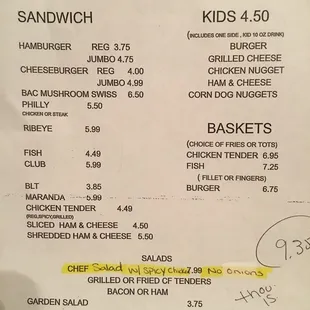 SANDWICH
HAMBURGER REG 3.75
JUMBO 4.75
CHEESEBURGER REG 4.00
JUMBO 4.99
BAC MUSHROOM SWISS 6.50
PHILLY 5.50
CHICKEN OR STEAK
RIBEYE 5.99
FISH 4.49
CLUB 5.99
BLT 3.85
MARANDA 5.99
CHICKEN TENDER 4.49
(REG,SPICY,GRILLED)
SLICED HAM & CHEESE 4.50
SHREDDED HAM & CHEESE 5.50
KIDS 4.50
(INCLUDES ONE SIDE, KID 10 OZ DRINK)
BURGER
GRILLED CHEESE
CHICKEN NUGGET
HAM & CHEESE
CORN DOG NUGGETS
BASKETS
(CHOICE OF FRIES OR TOTS)
CHICKEN TENDER 6.95
FISH 7.25
( FILLET OR FINGERS)
BURGER 6.75
9.35
SALADS
CHEF Salad w/ Spicy 7.99 No Onions
GRILLED OR FRIED CF TENDERS
BACON OR HAM
GARDEN SALAD 3.75
thou
IS